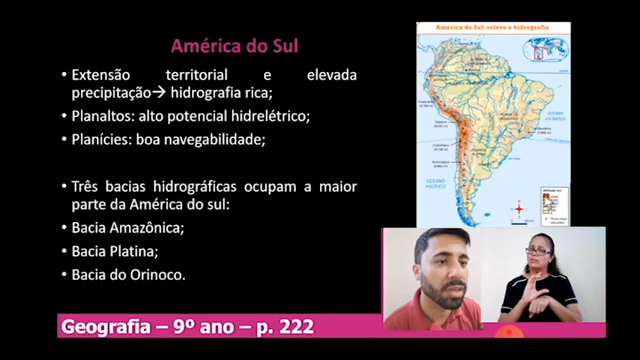 América do Sul
• Extensão territorial e elevada
precipitação→ hidrografia rica;
• Planaltos: alto potencial hidrelétrico;
• Planícies: boa navegabilidade;
• Três bacias hidrográficas ocupam a maior
parte da América do sul:
• Bacia Amazônica;
• Bacia Platina;
• Bacia do Orinoco.
América do Sul: relevo e hidrografia
OCEANO
ATLÂNTICO
OCEANO
PACÍFICO
Geografia – 9º ano – p. 222